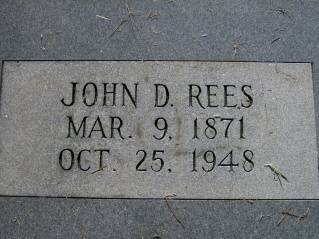 JOHN D. REES
MAR. 9, 1871
OCT. 25, 1948